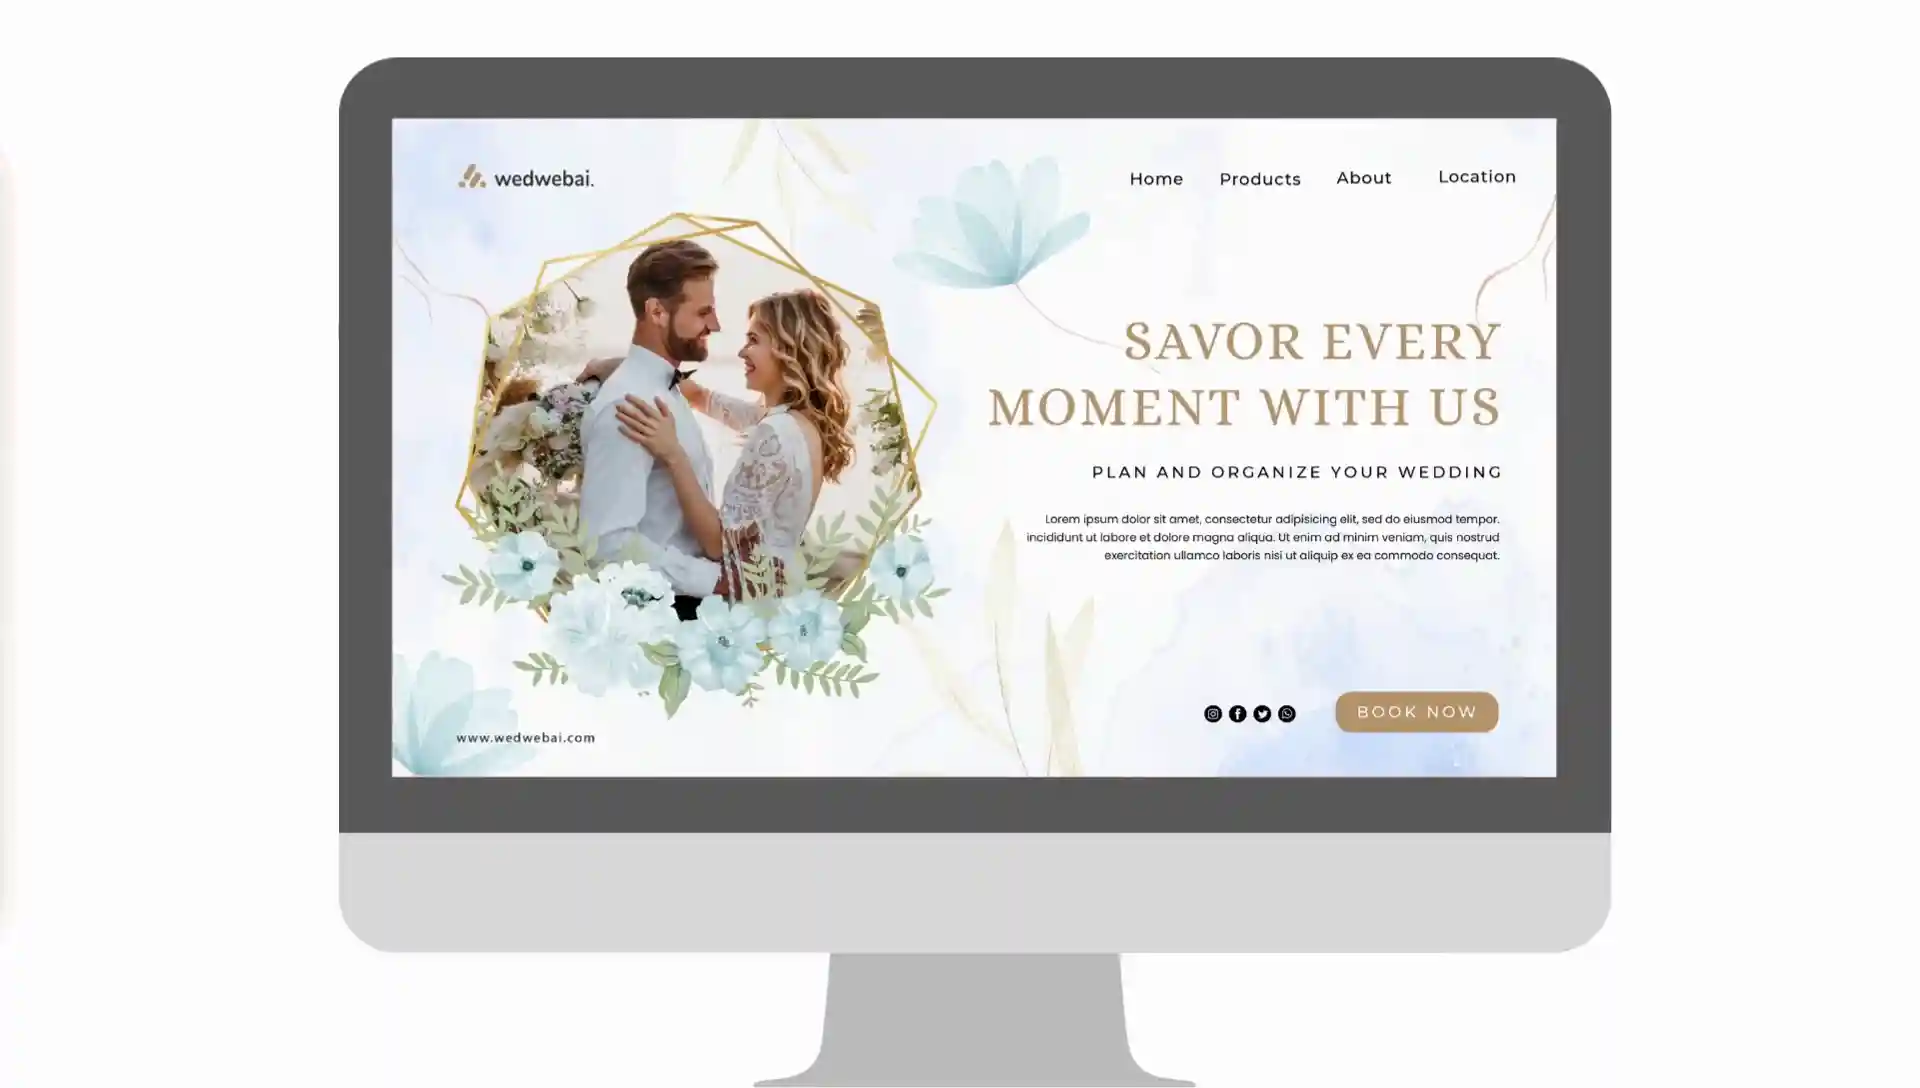 wedwebai.
Home Products About Location
SAVOR EVERY
MOMENT WITH US
PLAN AND ORGANIZE YOUR WEDDING
Lorem ipsum dolor sit amet, consectetur adipisicing elit, sed do eiusmod tempor.
incididunt ut labore et dolore magna aliqua. Ut enim ad minim veniam, quis nostrud
exercitation ullamco laboris nisi ut aliquip ex ea commodo consequat.
BOOK NOW
www.wedwebai.com